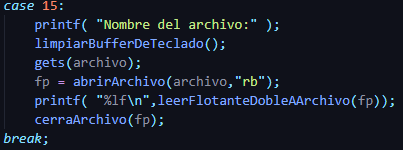 case 15:
printf( "Nombre del archivo:" );
limpiarBufferDeTeclado();
gets(archivo);
fp = abrirArchivo(archivo,"rb");
printf( "%lf\n",leerFlotanteDobleAArchivo(fp));
cerraArchivo(fp);
break;